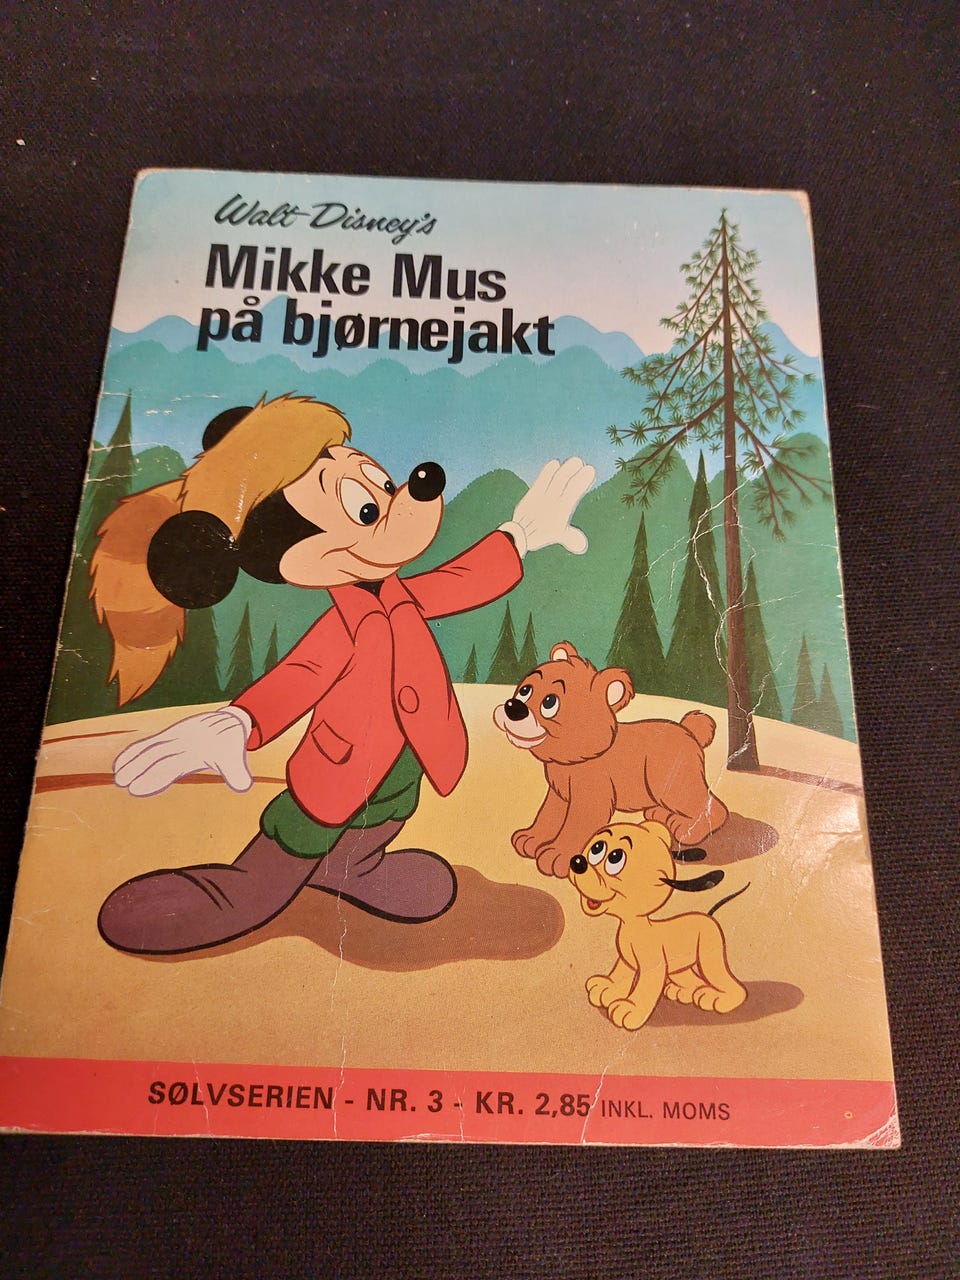 Walt Disney's
Mikke Mus
på bjørnejakt
SØLVSERIEN - NR. 3 - KR. 2,85 INKL. MOMS